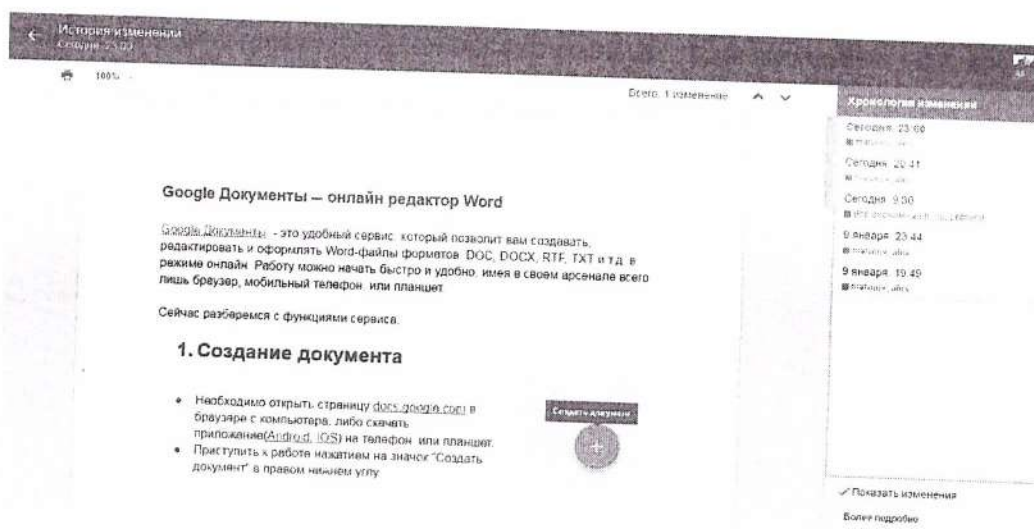 История изменений
Сегодня, 23:00
100%
Всего: 1 изменение
Хронология изменений
Сегодня, 23:00
Сегодня, 20:41
Сегодня, 9:30
9 января, 23:44
9 января, 19:49
Google Документы – онлайн редактор Word
Google Документы - это удобный сервис, который позволит вам создавать,
редактировать и оформлять Word-файлы форматов DOC, DOCX, RTF, TXT и т.д. в
режиме онлайн. Работу можно начать быстро и удобно, имея в своем арсенале всего
лишь браузер, мобильный телефон или планшет.
Сейчас разберемся с функциями сервиса.
1. Создание документа
Необходимо открыть страницу docs.google.com в
браузере с компьютера, либо скачать
приложение(Android, IOS) на телефон или планшет.
Приступить к работе нажатием на значок "Создать
документ" в правом нижнем углу
Создать документ
Показать изменения
Более подробно